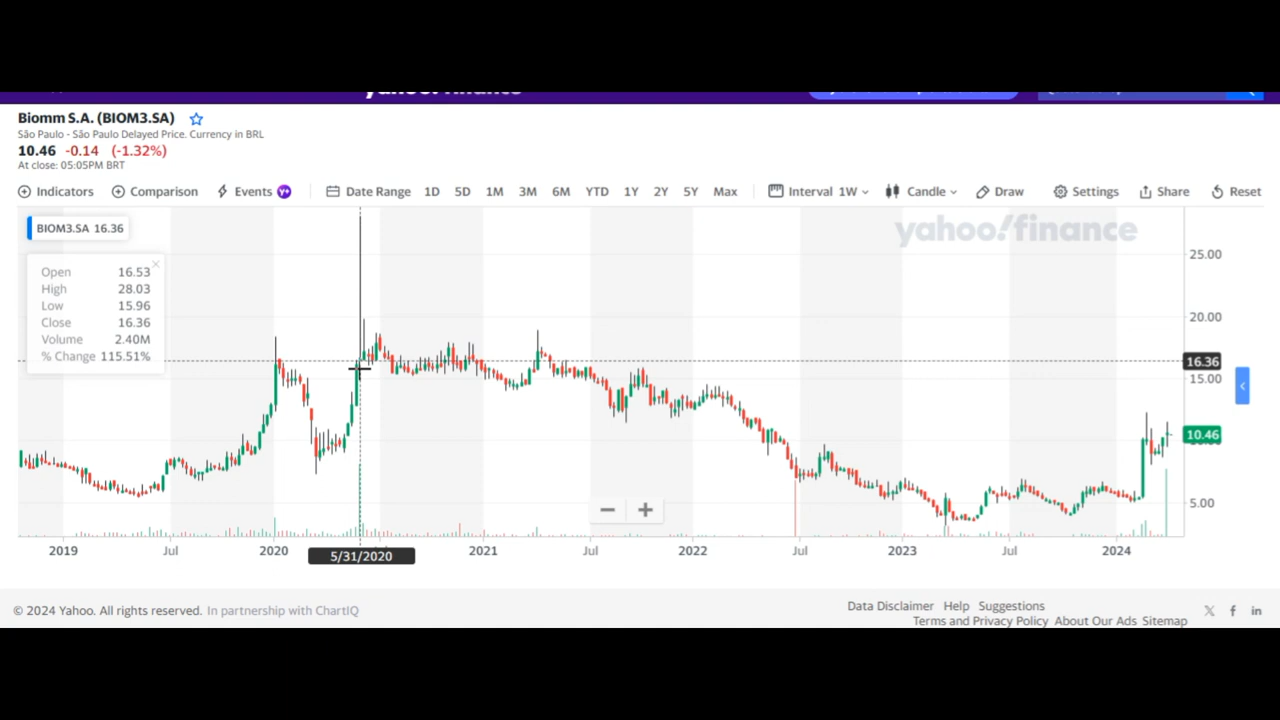 Biomm S.A. (BIOM3.SA)
São Paulo - São Paulo Delayed Price. Currency in BRL
10.46 -0.14 (-1.32%)
At close: 05:05PM BRT
Indicators Comparison Events Y+ Date Range 1D 5D 1M 3M 6M YTD 1Y 2Y 5Y Max Interval 1W Candle Draw Settings Share Reset
BIOM3.SA 16.36
yahoo!finance
Open 16.53
High 28.03
Low 15.96
Close 16.36
Volume 2.40M
% Change 115.51%
25.00
20.00
16.36
15.00
10.46
5.00
2019 Jul 2020 2021 Jul 2022 Jul 2023 Jul 2024
5/31/2020
© 2024 Yahoo. All rights reserved. In partnership with ChartIQ
Data Disclaimer Help Suggestions
Terms and Privacy Policy About Our Ads Sitemap